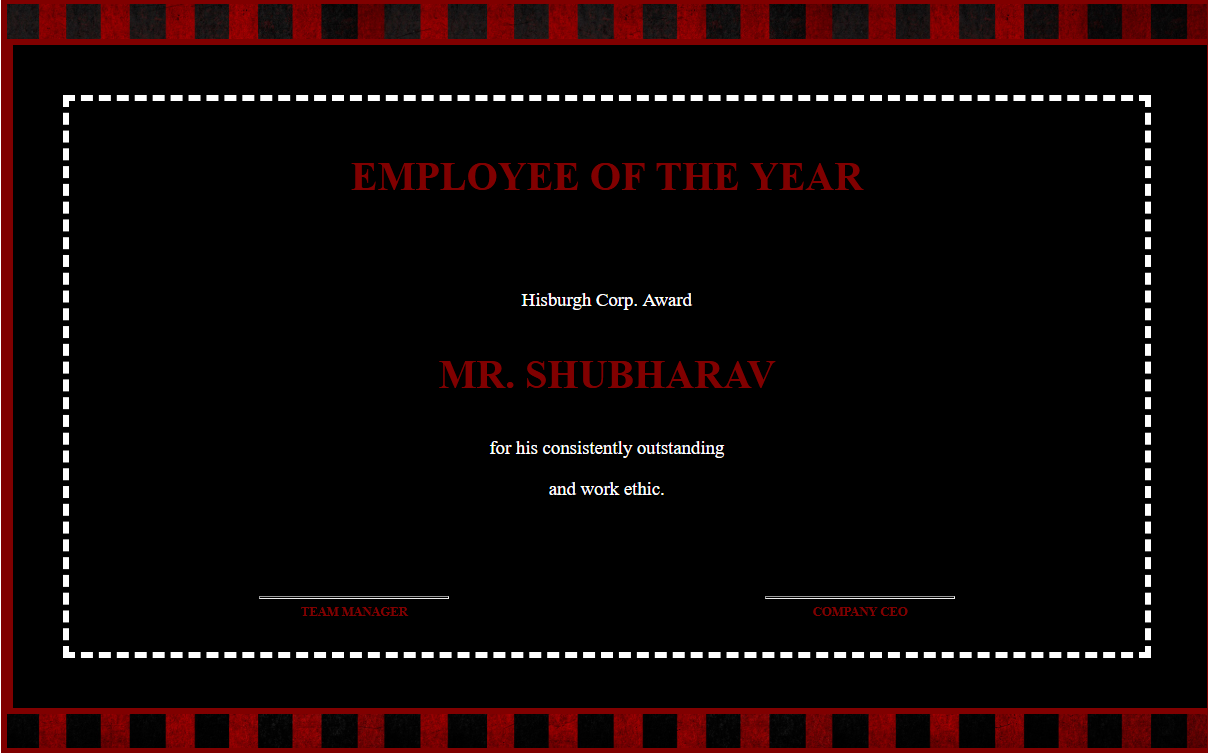 EMPLOYEE OF THE YEAR
Hisburgh Corp. Award
MR. SHUBHARAV
for his consistently outstanding
and work ethic.
TEAM MANAGER COMPANY CEO